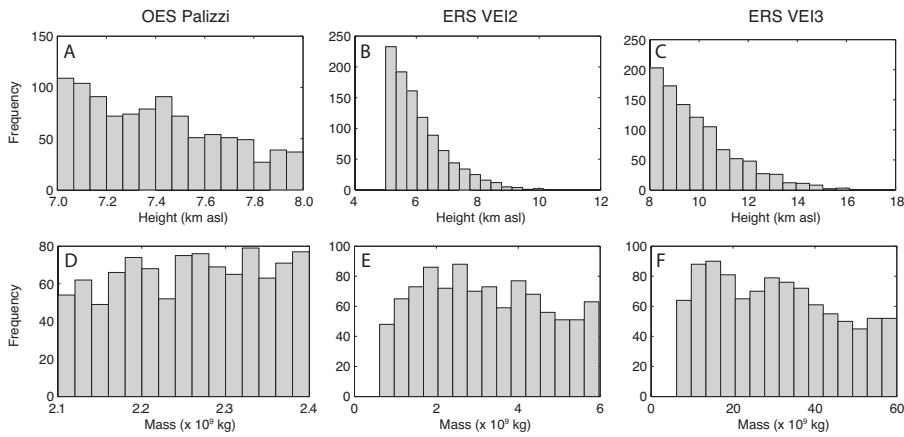 OES Palizzi
ERS VEI2
ERS VEI3
A
Frequency
150
100
50
0
7.0 7.2 7.4 7.6 7.8 8.0
Height (km asl)
B
250
200
150
100
50
0
4 6 8 10 12
Height (km asl)
C
250
200
150
100
50
0
8 10 12 14 16 18
Height (km asl)
D
Frequency
80
60
40
20
0
2.1 2.2 2.3 2.4
Mass (x 10⁹ kg)
E
100
80
60
40
20
0
0 2 4 6
Mass (x 10⁹ kg)
F
100
80
60
40
20
0
0 20 40 60
Mass (x 10⁹ kg)